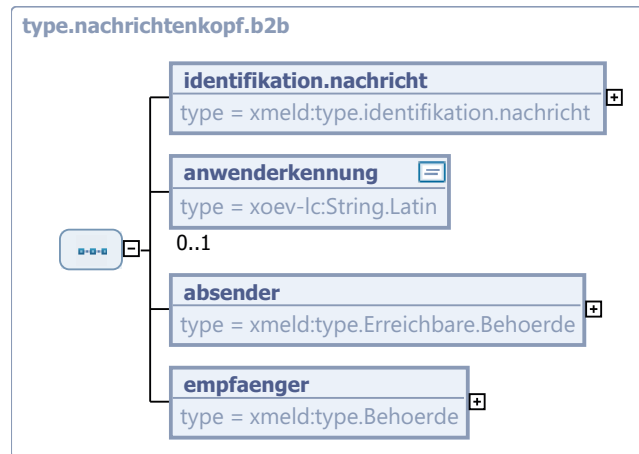 type.nachrichtenkopf.b2b
identifikation.nachricht
type = xmeld:type.identifikation.nachricht
anwenderkennung
type = xoev-lc:String.Latin
0..1
absender
type = xmeld:type.Erreichbare.Behoerde
empfaenger
type = xmeld:type.Behoerde